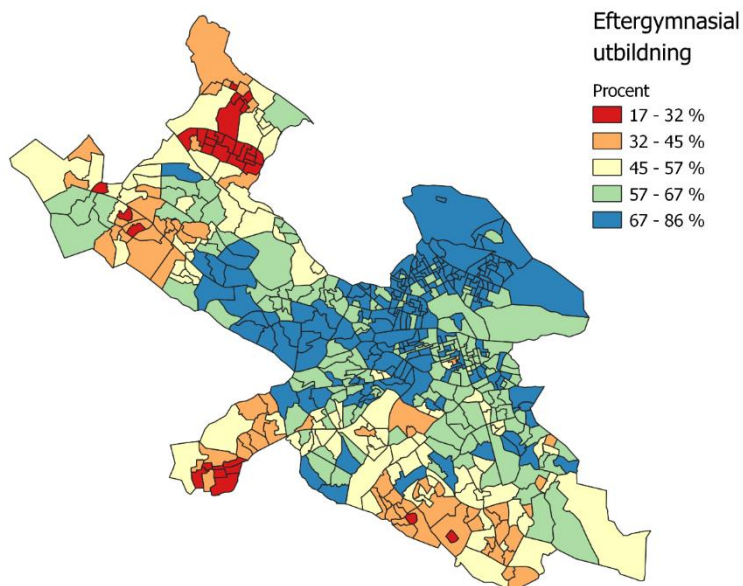 Eftergymnasial
utbildning
Procent
17 - 32 %
32 - 45 %
45 - 57 %
57 - 67 %
67 - 86 %